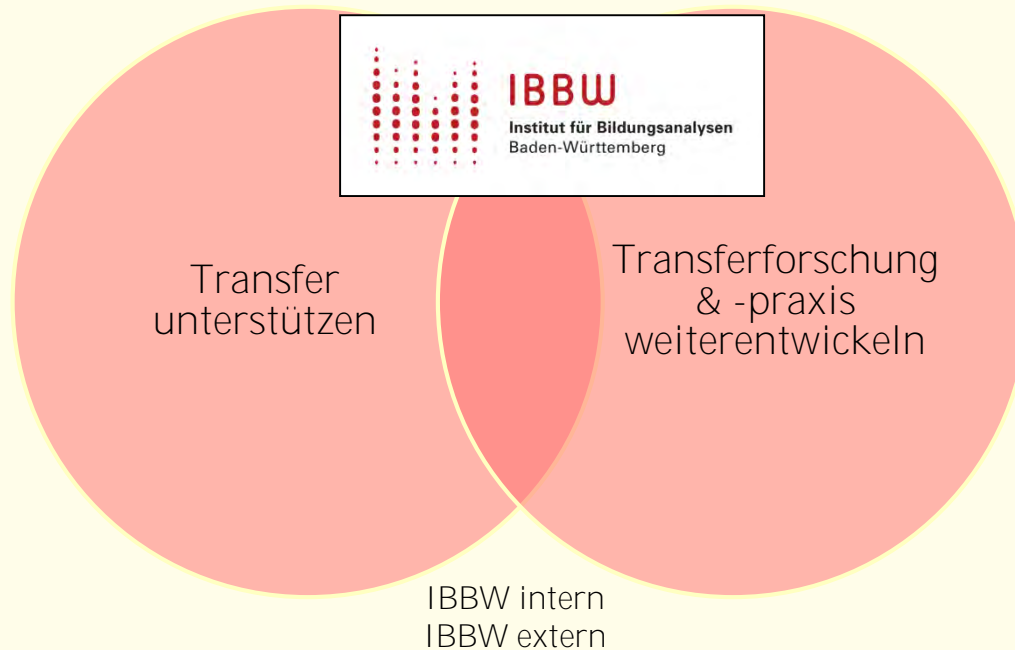 IBBW
Institut für Bildungsanalysen
Baden-Württemberg
Transfer
unterstützen
Transferforschung
& -praxis
weiterentwickeln
IBBW intern
IBBW extern